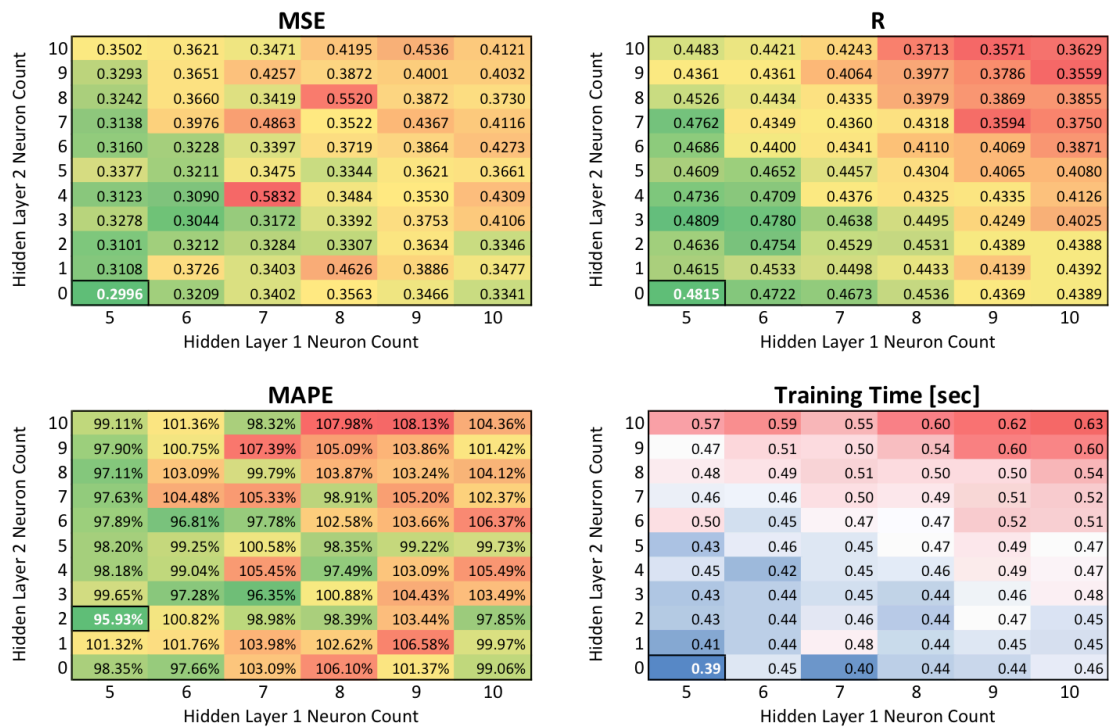 MSE
Hidden Layer 2 Neuron Count
10 0.3502 0.3621 0.3471 0.4195 0.4536 0.4121
9 0.3293 0.3651 0.4257 0.3872 0.4001 0.4032
8 0.3242 0.3660 0.3419 0.5520 0.3872 0.3730
7 0.3138 0.3976 0.4863 0.3522 0.4367 0.4116
6 0.3160 0.3228 0.3397 0.3719 0.3864 0.4273
5 0.3377 0.3211 0.3475 0.3344 0.3621 0.3661
4 0.3123 0.3090 0.5832 0.3484 0.3530 0.4309
3 0.3278 0.3044 0.3172 0.3392 0.3753 0.4106
2 0.3101 0.3212 0.3284 0.3307 0.3634 0.3346
1 0.3108 0.3726 0.3403 0.4626 0.3886 0.3477
0 0.2996 0.3209 0.3402 0.3563 0.3466 0.3341
5 6 7 8 9 10
Hidden Layer 1 Neuron Count
R
Hidden Layer 2 Neuron Count
10 0.4483 0.4421 0.4243 0.3713 0.3571 0.3629
9 0.4361 0.4361 0.4064 0.3977 0.3786 0.3559
8 0.4526 0.4434 0.4335 0.3979 0.3869 0.3855
7 0.4762 0.4349 0.4360 0.4318 0.3594 0.3750
6 0.4686 0.4400 0.4341 0.4110 0.4069 0.3871
5 0.4609 0.4652 0.4457 0.4304 0.4065 0.4080
4 0.4736 0.4709 0.4376 0.4325 0.4335 0.4126
3 0.4809 0.4780 0.4638 0.4495 0.4249 0.4025
2 0.4636 0.4754 0.4529 0.4531 0.4389 0.4388
1 0.4615 0.4533 0.4498 0.4433 0.4139 0.4392
0 0.4815 0.4722 0.4673 0.4536 0.4369 0.4389
5 6 7 8 9 10
Hidden Layer 1 Neuron Count
MAPE
Hidden Layer 2 Neuron Count
10 99.11% 101.36% 98.32% 107.98% 108.13% 104.36%
9 97.90% 100.75% 107.39% 105.09% 103.86% 101.42%
8 97.11% 103.09% 99.79% 103.87% 103.24% 104.12%
7 97.63% 104.48% 105.33% 98.91% 105.20% 102.37%
6 97.89% 96.81% 97.78% 102.58% 103.66% 106.37%
5 98.20% 99.25% 100.58% 98.35% 99.22% 99.73%
4 98.18% 99.04% 105.45% 97.49% 103.09% 105.49%
3 99.65% 97.28% 96.35% 100.88% 104.43% 103.49%
2 95.93% 100.82% 98.98% 98.39% 103.44% 97.85%
1 101.32% 101.76% 103.98% 102.62% 106.58% 99.97%
0 98.35% 97.66% 103.09% 106.10% 101.37% 99.06%
5 6 7 8 9 10
Hidden Layer 1 Neuron Count
Training Time [sec]
Hidden Layer 2 Neuron Count
10 0.57 0.59 0.55 0.60 0.62 0.63
9 0.47 0.51 0.50 0.54 0.60 0.60
8 0.48 0.49 0.51 0.50 0.50 0.54
7 0.46 0.46 0.50 0.49 0.51 0.52
6 0.50 0.45 0.47 0.47 0.52 0.51
5 0.43 0.46 0.45 0.47 0.49 0.47
4 0.45 0.42 0.45 0.46 0.49 0.47
3 0.43 0.44 0.44 0.44 0.46 0.48
2 0.43 0.44 0.46 0.44 0.47 0.45
1 0.41 0.44 0.48 0.44 0.45 0.45
0 0.39 0.45 0.40 0.44 0.44 0.46
5 6 7 8 9 10
Hidden Layer 1 Neuron Count